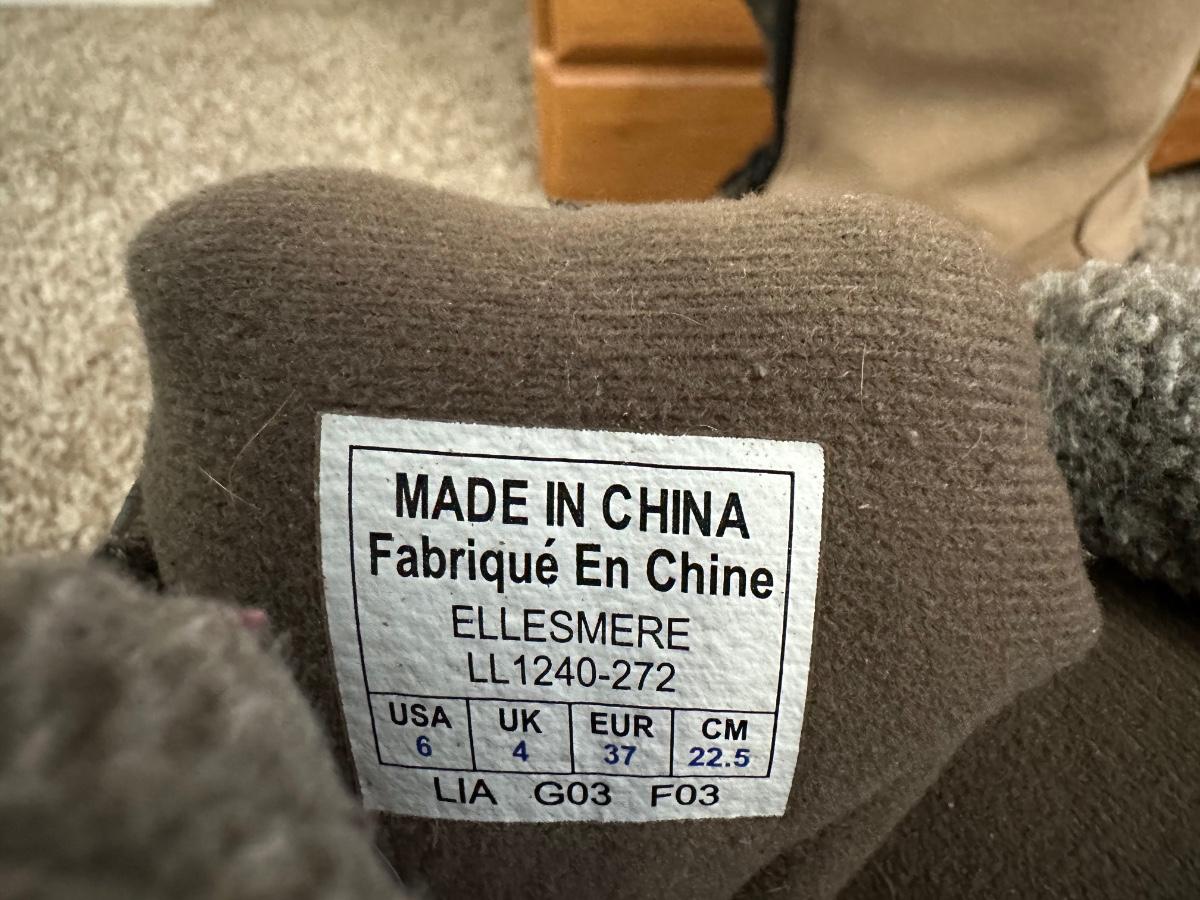 MADE IN CHINA
Fabriqué En Chine
ELLESMERE
LL1240-272
USA UK EUR CM
6 4 37 22.5
LIA G03 F03